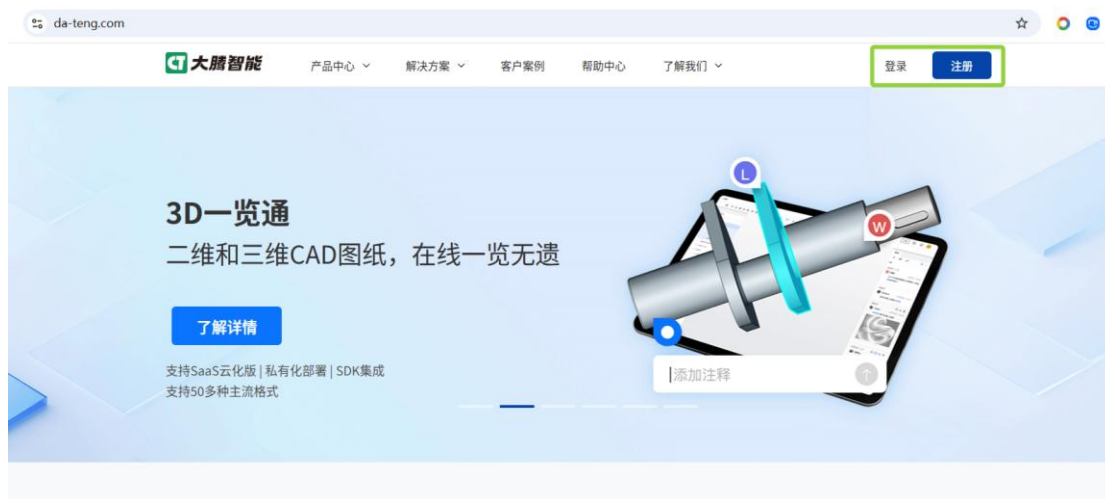 da-teng.com
大腾智能 产品中心 解决方案 客户案例 帮助中心 了解我们 登录 注册
3D一览通
二维和三维CAD图纸，在线一览无遗
了解详情
支持SaaS云化版 | 私有化部署 | SDK集成
支持50多种主流格式
L
W
添加注释